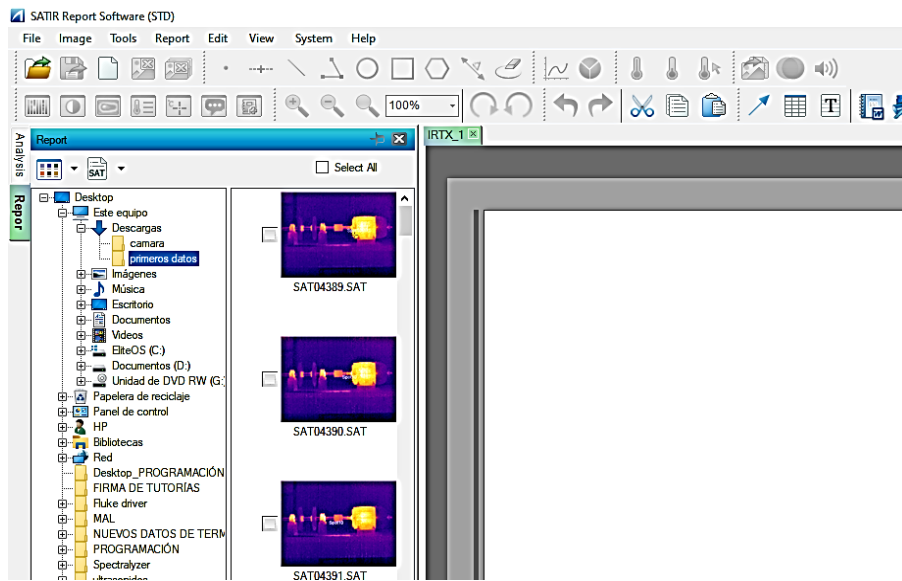 SATIR Report Software (STD)
File Image Tools Report Edit View System Help
100%
T
Analysis
Repor
Report
IRTX_1
SAT
Select All
Desktop
Este equipo
Descargas
camara
primeros datos
Imágenes
Música
Escritorio
Documentos
Videos
EliteOS (C:)
Documentos (D:)
Unidad de DVD RW (G:
Papelera de reciclaje
Panel de control
HP
Bibliotecas
Red
Desktop_PROGRAMACIÓN
FIRMA DE TUTORÍAS
Fluke driver
MAL
NUEVOS DATOS DE TERM
PROGRAMACIÓN
Spectralyzer
ultrasonidos
SAT04389.SAT
SAT04390.SAT
SAT04391.SAT